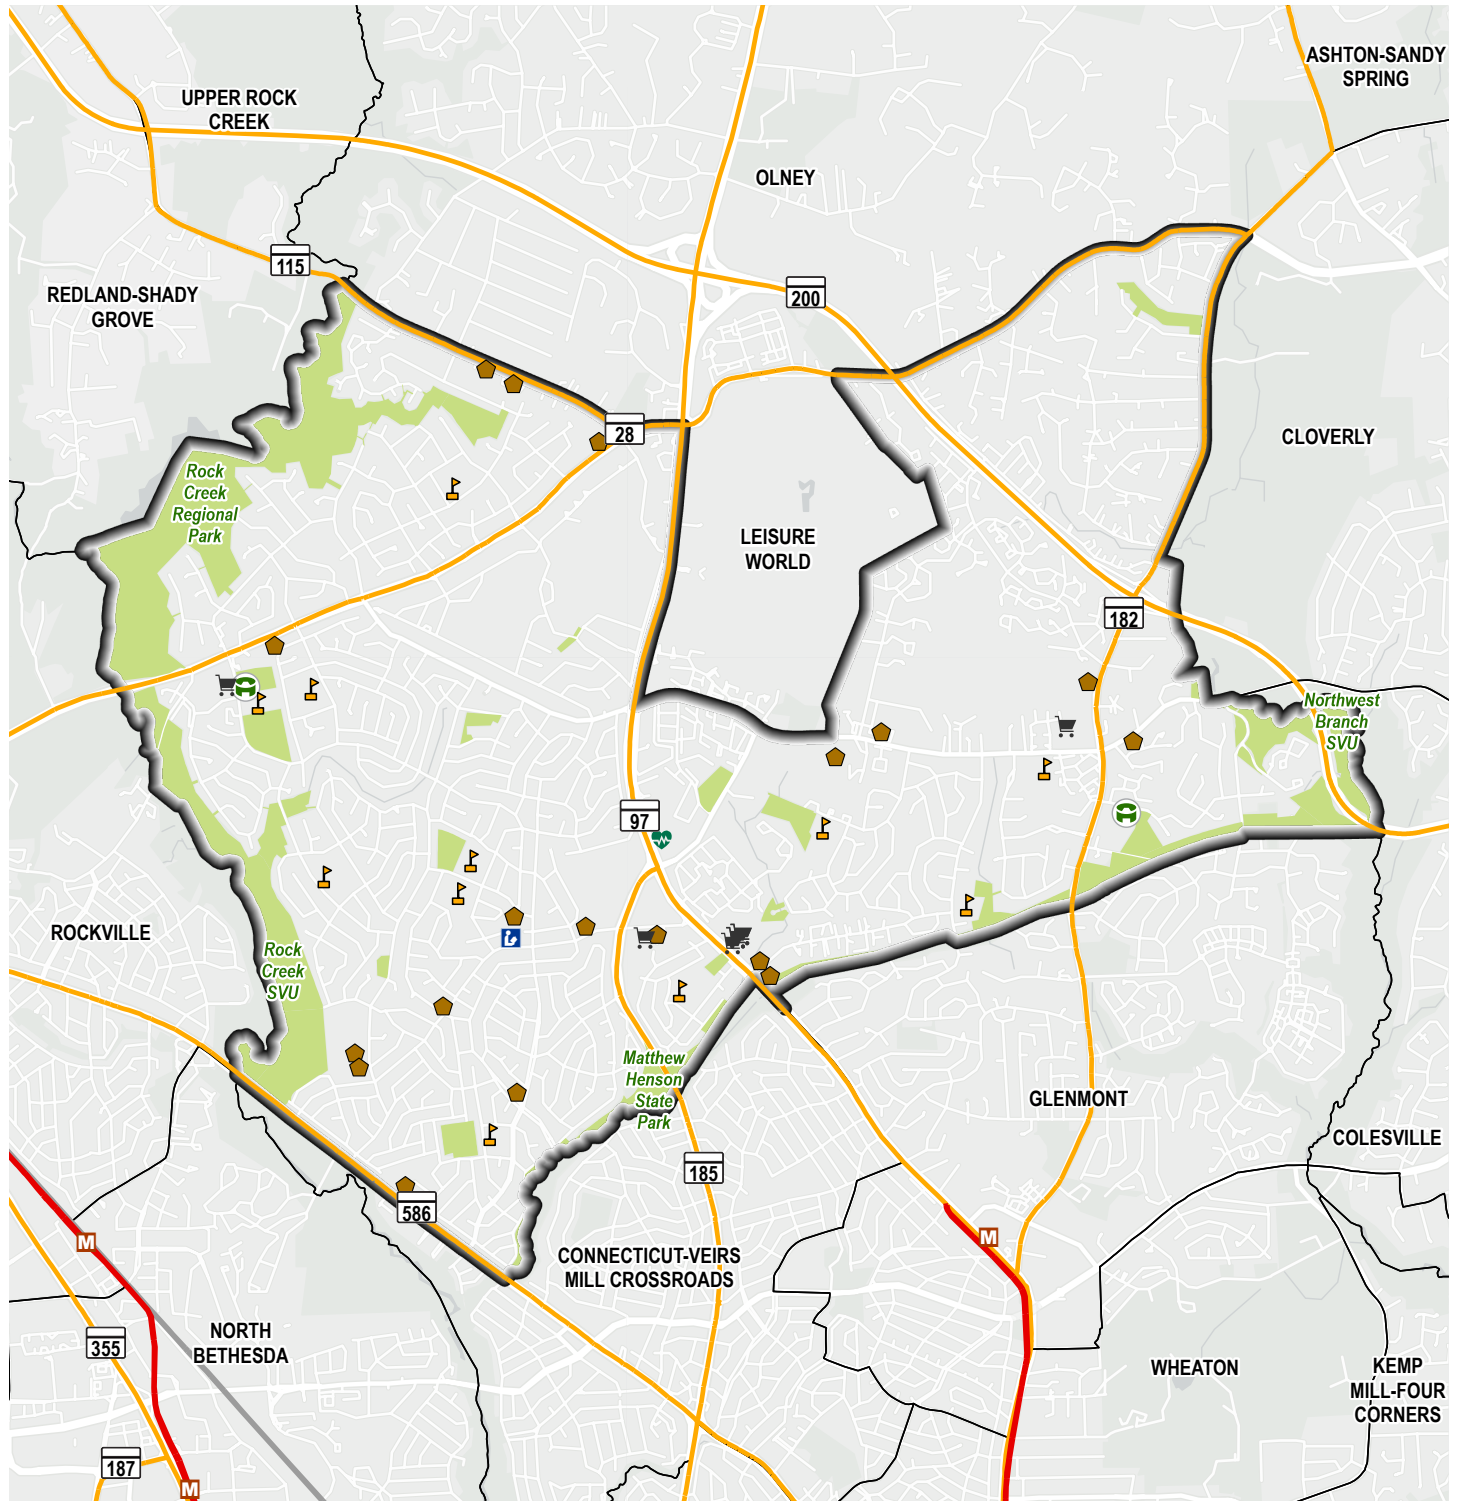 ASHTON-SANDY
SPRING
UPPER ROCK
CREEK
OLNEY
115
200
REDLAND-SHADY
GROVE
28
CLOVERLY
Rock
Creek
Regional
Park
LEISURE
WORLD
182
Northwest
Branch
SVU
97
ROCKVILLE
Rock
Creek
SVU
Matthew
Henson
State
Park
GLENMONT
COLESVILLE
185
586
M
M
CONNECTICUT-VEIRS
MILL CROSSROADS
355
NORTH
BETHESDA
WHEATON
KEMP
MILL-FOUR
CORNERS
187
M